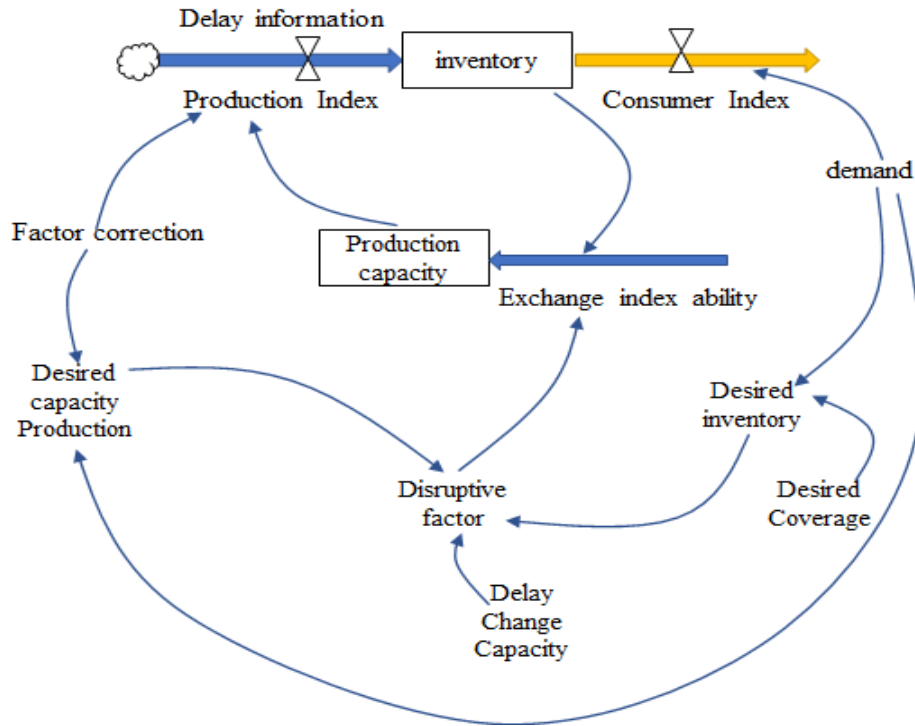 Delay information
inventory
Production Index
Consumer Index
demand
Factor correction
Production
capacity
Exchange index ability
Desired
capacity
Production
Desired
inventory
Disruptive
factor
Desired
Coverage
Delay
Change
Capacity